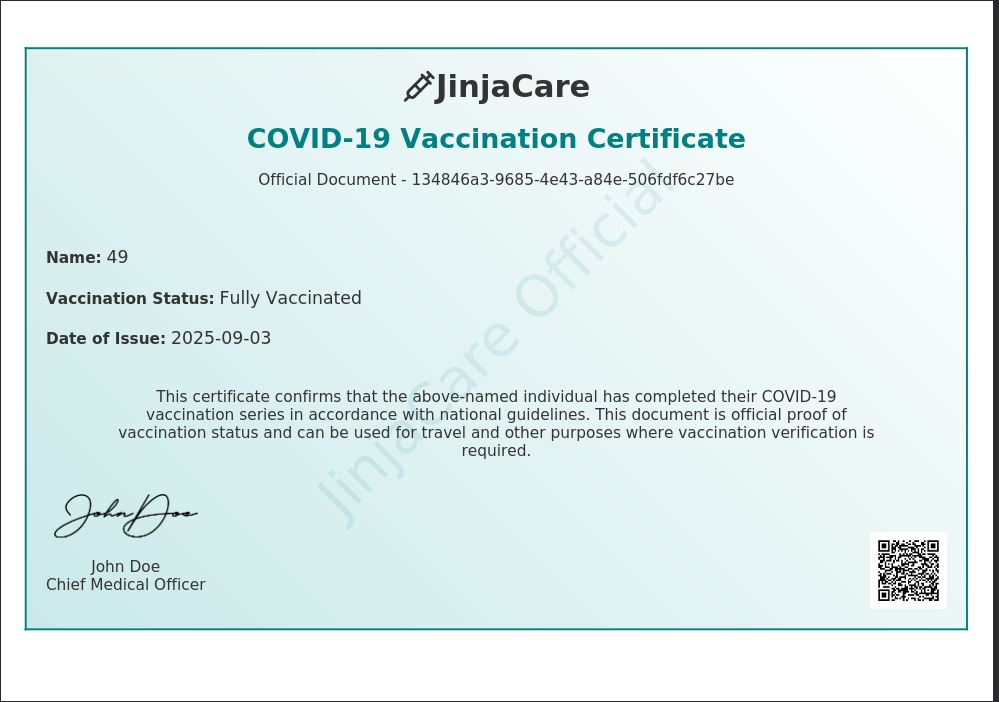 JinjaCare
COVID-19 Vaccination Certificate
Official Document - 134846a3-9685-4e43-a84e-506fdf6c27be
Name: 49
Vaccination Status: Fully Vaccinated
Date of Issue: 2025-09-03
JinjaCare Official
This certificate confirms that the above-named individual has completed their COVID-19
vaccination series in accordance with national guidelines. This document is official proof of
vaccination status and can be used for travel and other purposes where vaccination verification is
required.
John Doe
John Doe
Chief Medical Officer